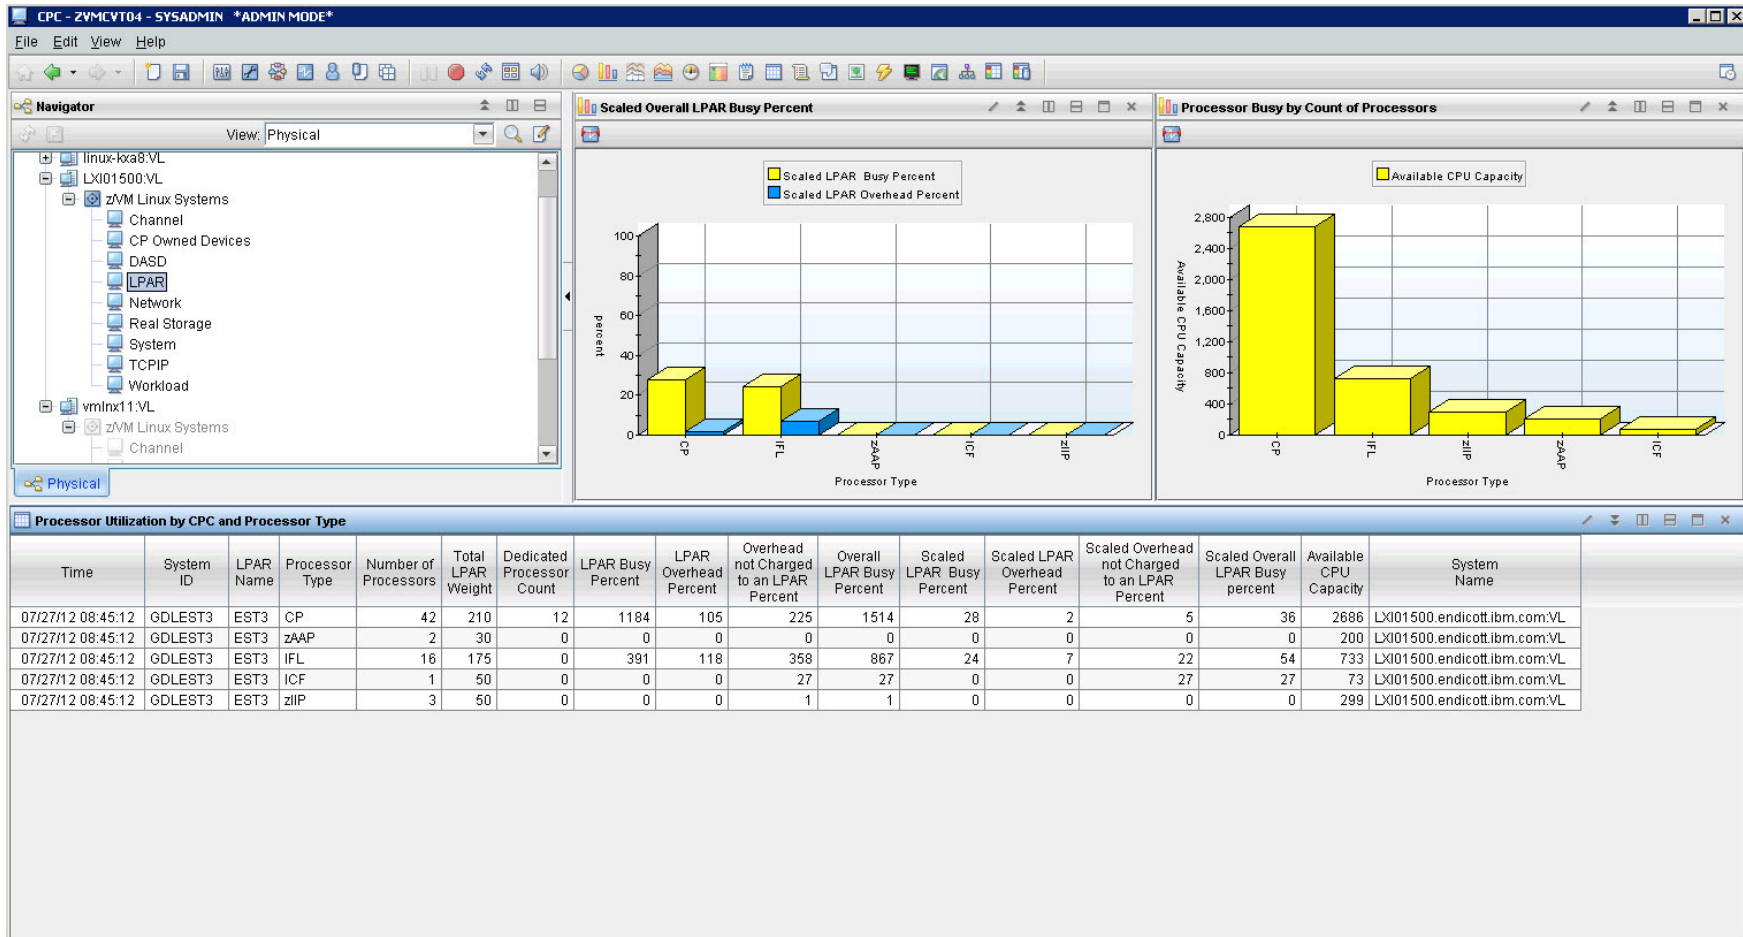 CPC - ZVMCVT04 - SYSADMIN *ADMIN MODE*
File Edit View Help
Navigator
View: Physical
linux-kxa8:VL
LXI01500:VL
z/VM Linux Systems
Channel
CP Owned Devices
DASD
LPAR
Network
Real Storage
System
TCPIP
Workload
vmlnx11:VL
z/VM Linux Systems
Channel
Physical
Scaled Overall LPAR Busy Percent
Scaled LPAR Busy Percent
Scaled LPAR Overhead Percent
percent
100
80
60
40
20
0
CP IFL zAAP ICF zIIP
Processor Type
Processor Busy by Count of Processors
Available CPU Capacity
Available CPU Capacity
2,800
2,400
2,000
1,600
1,200
800
400
0
CP IFL zIIP zAAP ICF
Processor Type
Processor Utilization by CPC and Processor Type
Time System ID LPAR Name Processor Type Number of Processors Total LPAR Weight Dedicated Processor Count LPAR Busy Percent LPAR Overhead Percent Overhead not Charged to an LPAR Percent Overall LPAR Busy Percent Scaled LPAR Busy Percent Scaled LPAR Overhead Percent Scaled Overhead not Charged to an LPAR Percent Scaled Overall LPAR Busy percent Available CPU Capacity System Name
07/27/12 08:45:12 GDLEST3 EST3 CP 42 210 12 1184 105 225 1514 28 2 5 36 2686 LXI01500.endicott.ibm.com:VL
07/27/12 08:45:12 GDLEST3 EST3 zAAP 2 30 0 0 0 0 0 0 0 0 0 200 LXI01500.endicott.ibm.com:VL
07/27/12 08:45:12 GDLEST3 EST3 IFL 16 175 0 391 118 358 867 24 7 22 54 733 LXI01500.endicott.ibm.com:VL
07/27/12 08:45:12 GDLEST3 EST3 ICF 1 50 0 0 0 27 27 0 0 27 27 73 LXI01500.endicott.ibm.com:VL
07/27/12 08:45:12 GDLEST3 EST3 zIIP 3 50 0 0 0 1 1 0 0 0 0 299 LXI01500.endicott.ibm.com:VL